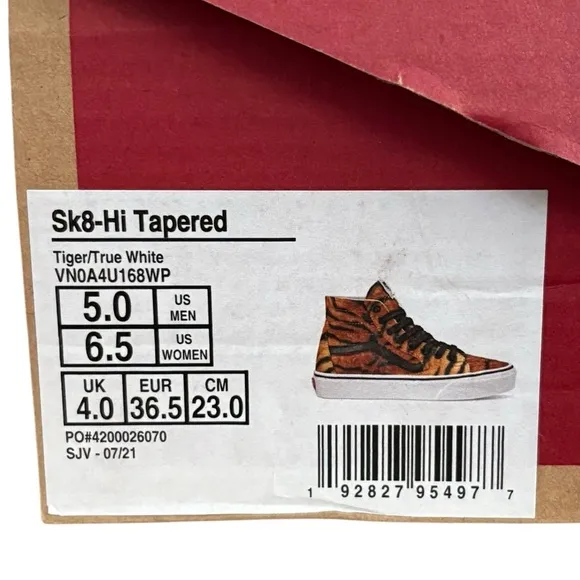 Sk8-Hi Tapered
Tiger/True White
VN0A4U168WP
5.0 US MEN
6.5 US WOMEN
UK EUR CM
4.0 36.5 23.0
PO#4200026070
SJV - 07/21
1 92827 95497 7